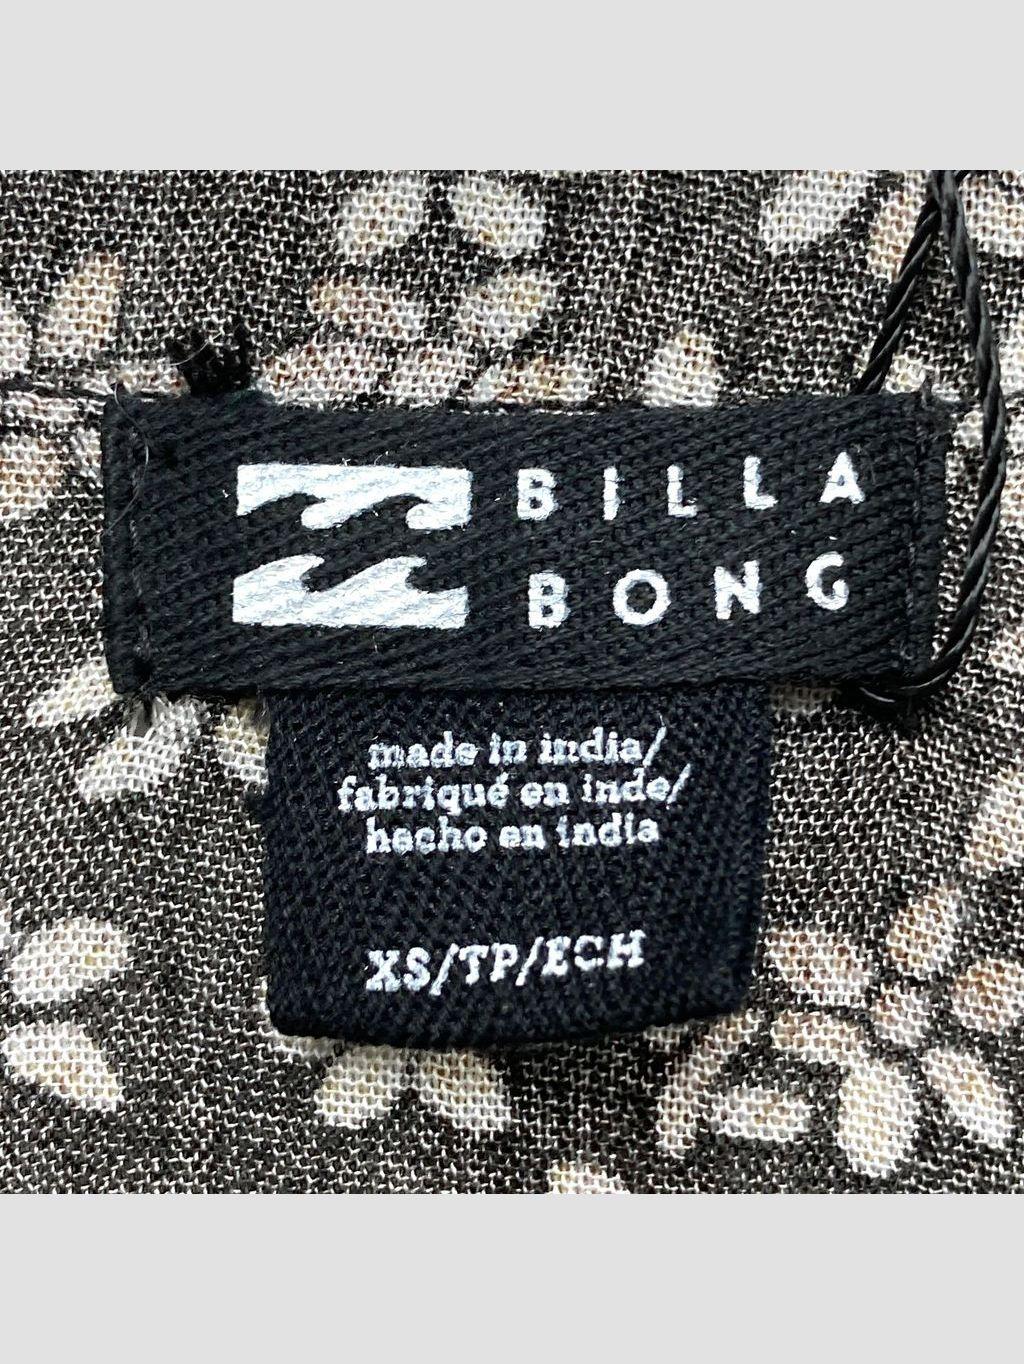 BILLA
BONG
made in india/
fabriqué en inde/
hecho en india
XS/TP/ECH